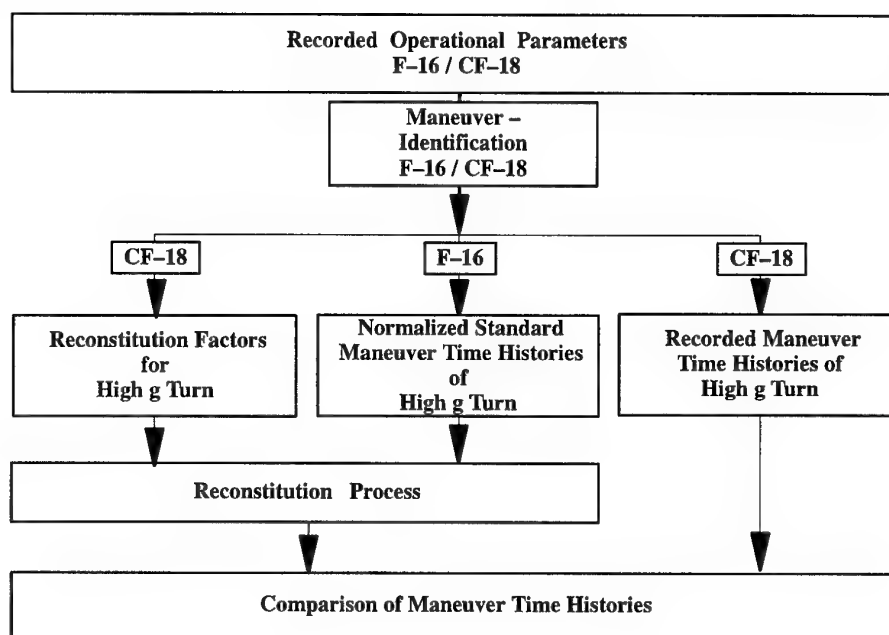 Recorded Operational Parameters
F–16 / CF–18
Maneuver –
Identification
F–16 / CF–18
CF–18
F–16
CF–18
Reconstitution Factors
for
High g Turn
Normalized Standard
Maneuver Time Histories
of
High g Turn
Recorded Maneuver
Time Histories of
High g Turn
Reconstitution Process
Comparison of Maneuver Time Histories